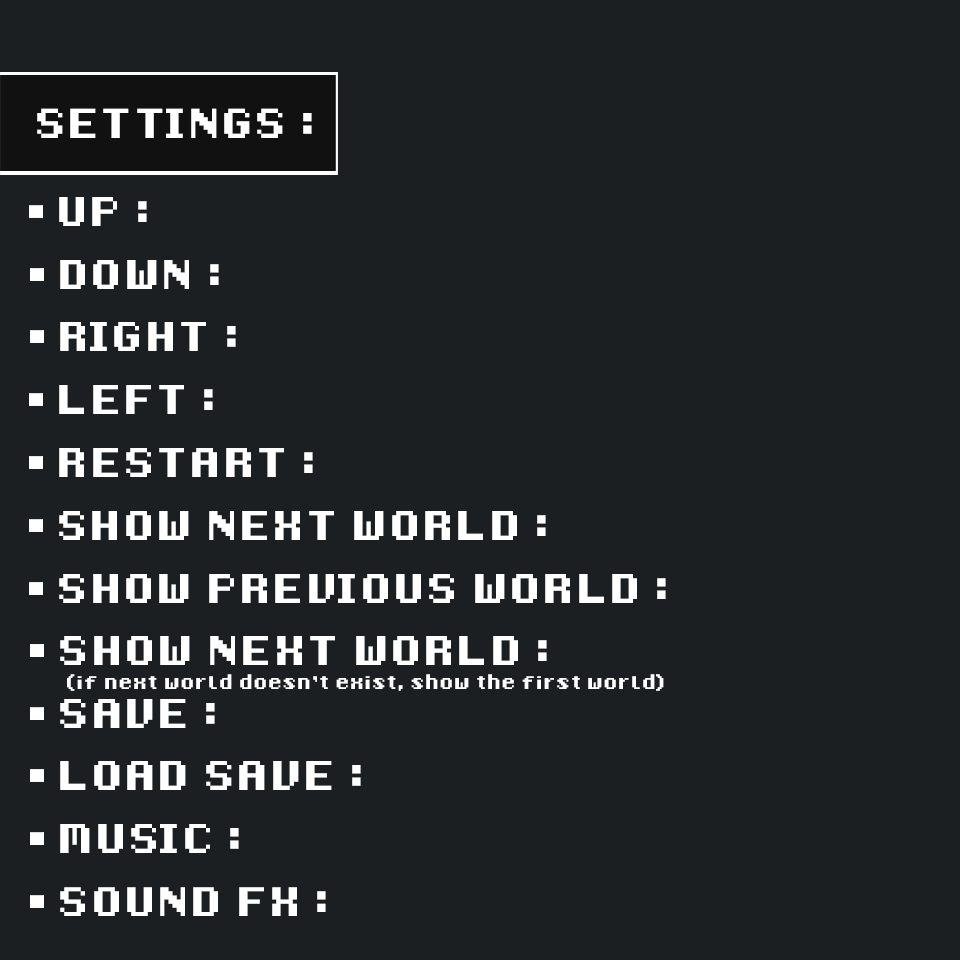 SETTINGS :
▪ UP :
▪ DOWN :
▪ RIGHT :
▪ LEFT :
▪ RESTART :
▪ SHOW NEXT WORLD :
▪ SHOW PREVIOUS WORLD :
▪ SHOW NEXT WORLD :
(if next world doesn't exist, show the first world)
▪ SAVE :
▪ LOAD SAVE :
▪ MUSIC :
▪ SOUND FX :